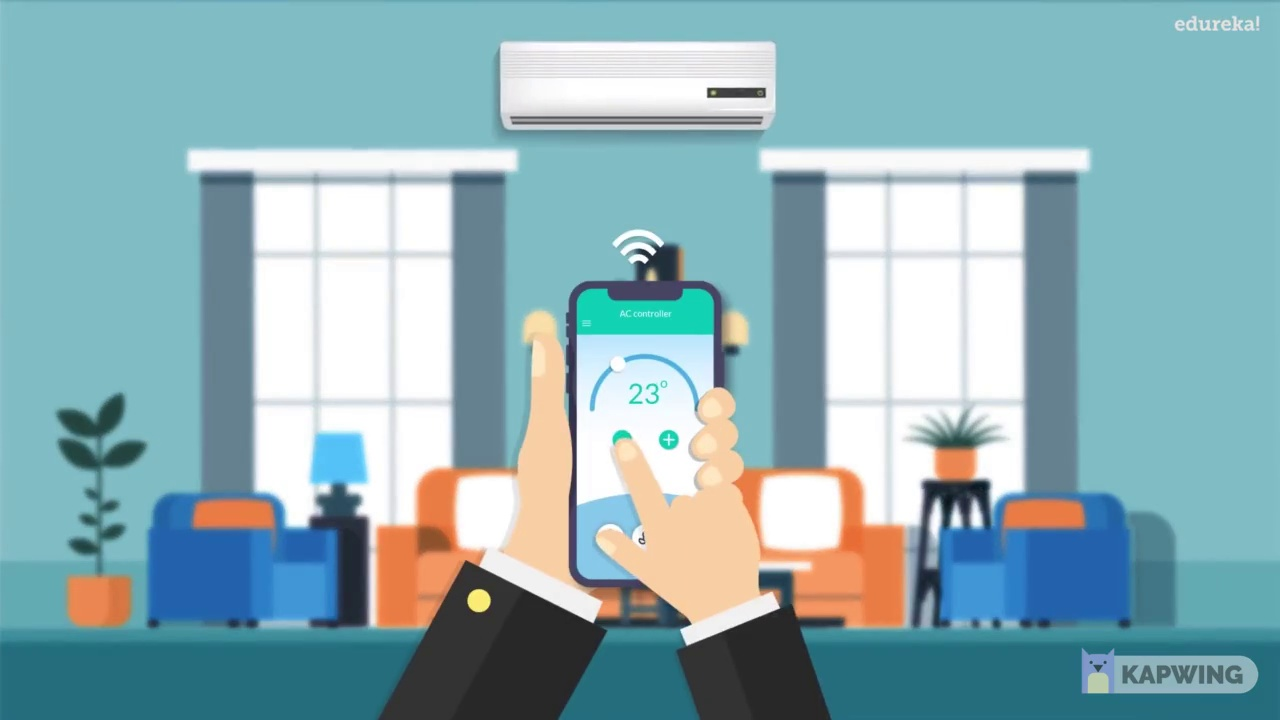 edureka!
AC controller
23°
KAPWING